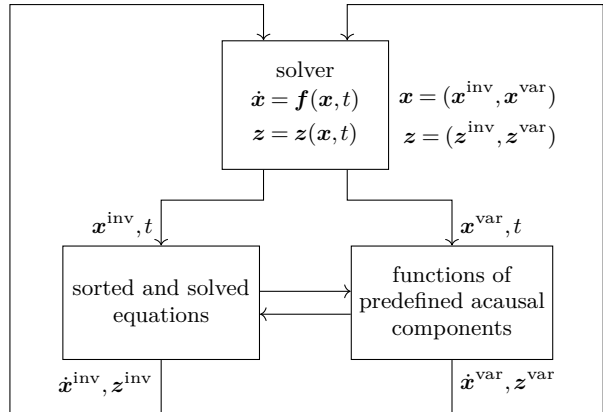 solver
ẋ = f(x, t)
z = z(x, t)
x = (x^inv, x^var)
z = (z^inv, z^var)
x^inv, t
x^var, t
sorted and solved
equations
functions of
predefined acausal
components
ẋ^inv, z^inv
ẋ^var, z^var